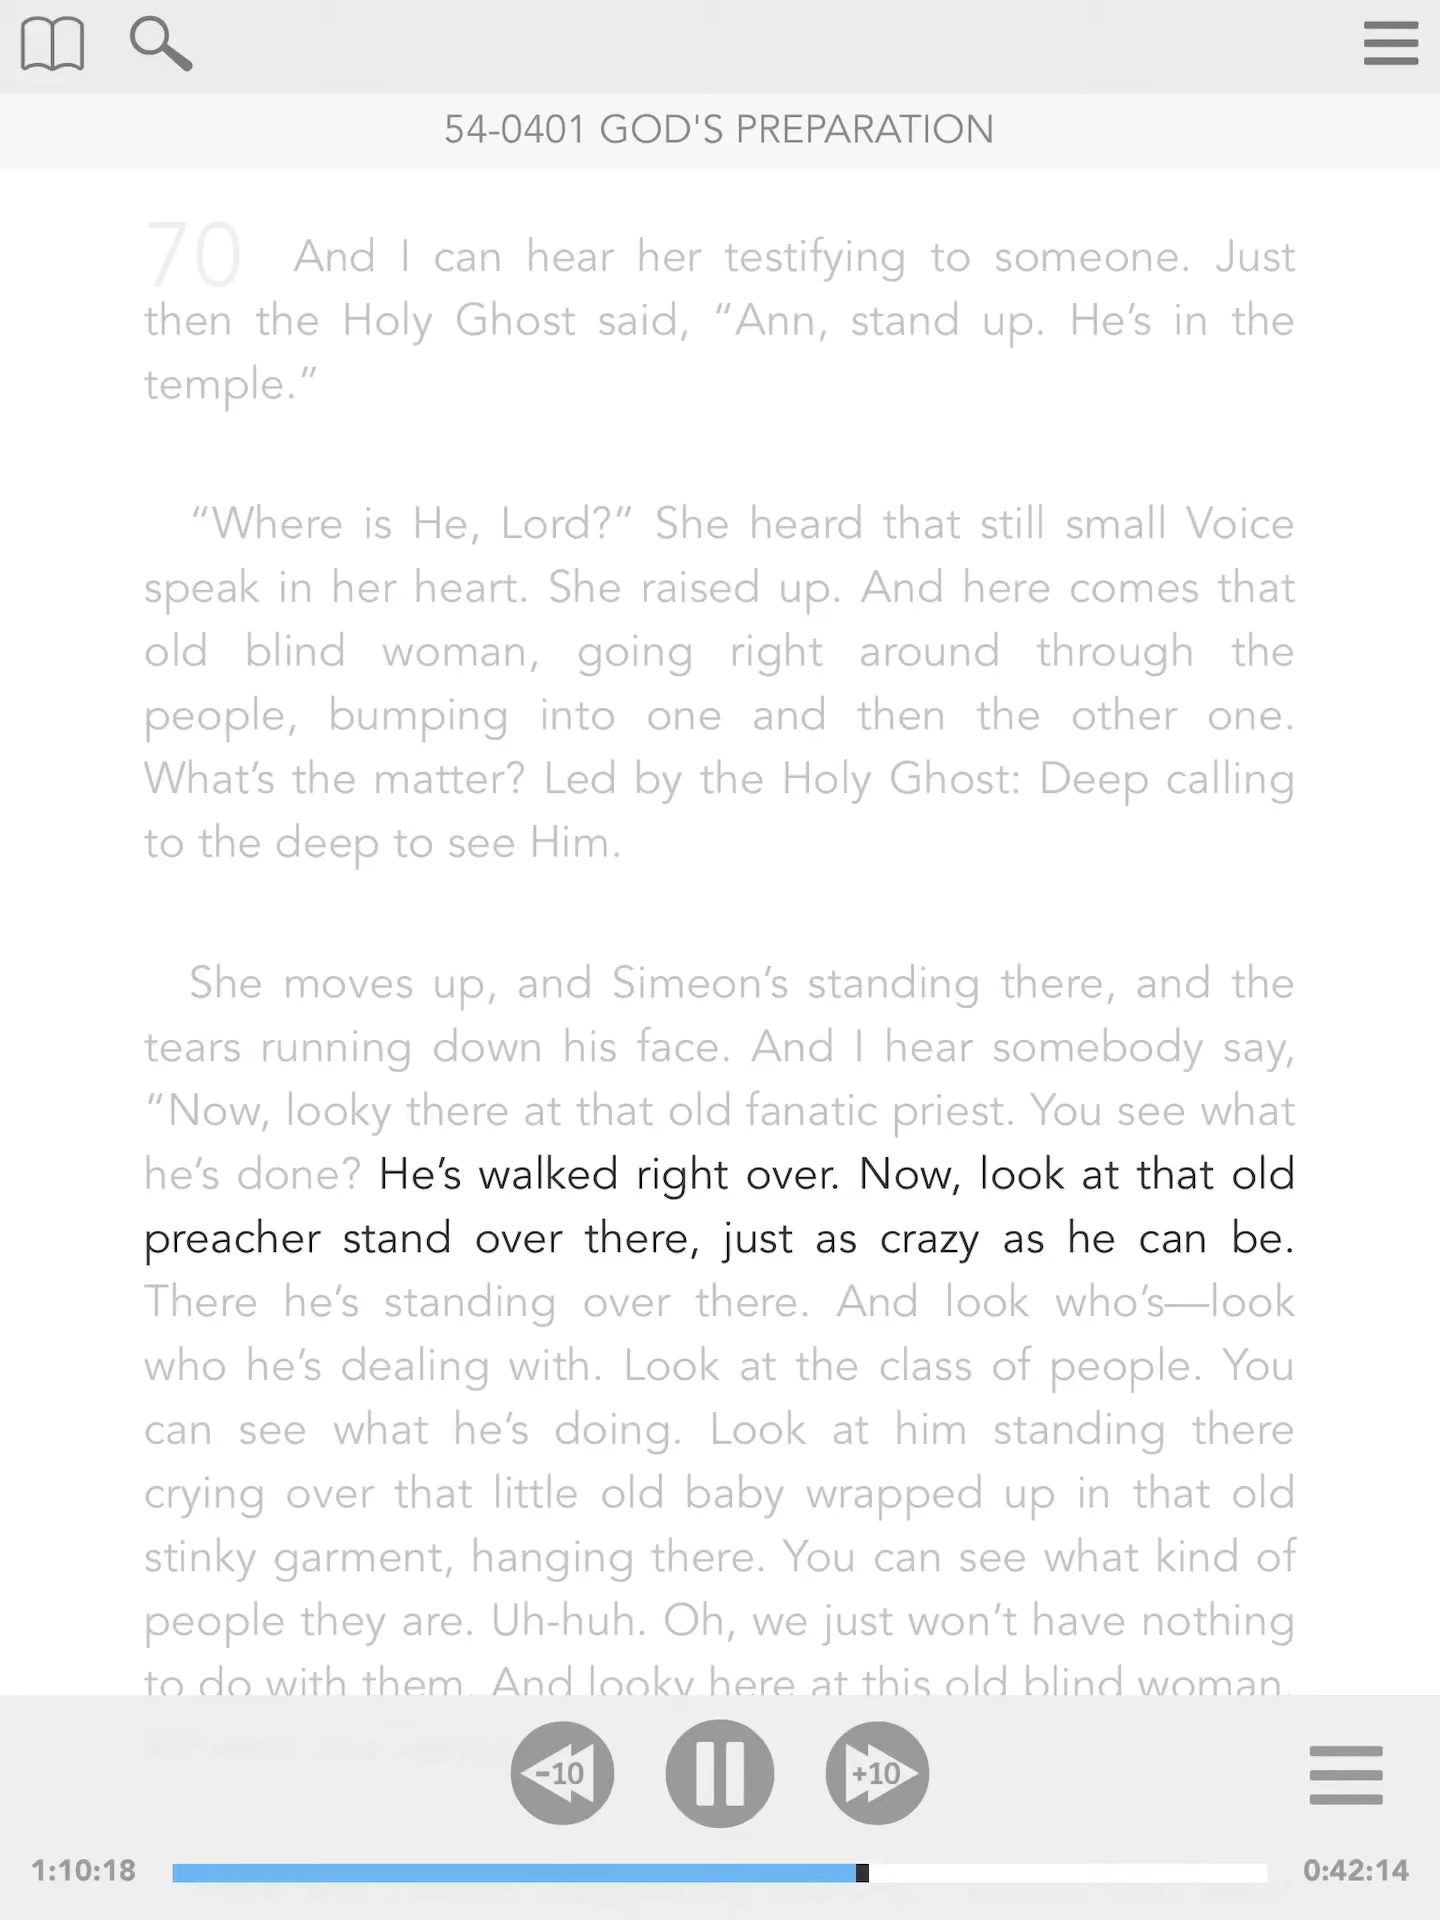 54-0401 GOD'S PREPARATION
70 And I can hear her testifying to someone. Just
then the Holy Ghost said, “Ann, stand up. He’s in the
temple.”
“Where is He, Lord?” She heard that still small Voice
speak in her heart. She raised up. And here comes that
old blind woman, going right around through the
people, bumping into one and then the other one.
What’s the matter? Led by the Holy Ghost: Deep calling
to the deep to see Him.
She moves up, and Simeon’s standing there, and the
tears running down his face. And I hear somebody say,
“Now, looky there at that old fanatic priest. You see what
he’s done? He’s walked right over. Now, look at that old
preacher stand over there, just as crazy as he can be.
There he’s standing over there. And look who’s—look
who he’s dealing with. Look at the class of people. You
can see what he’s doing. Look at him standing there
crying over that little old baby wrapped up in that old
stinky garment, hanging there. You can see what kind of
people they are. Uh-huh. Oh, we just won’t have nothing
to do with them. And looky here at this old blind woman,
-10 +10
1:10:18 0:42:14